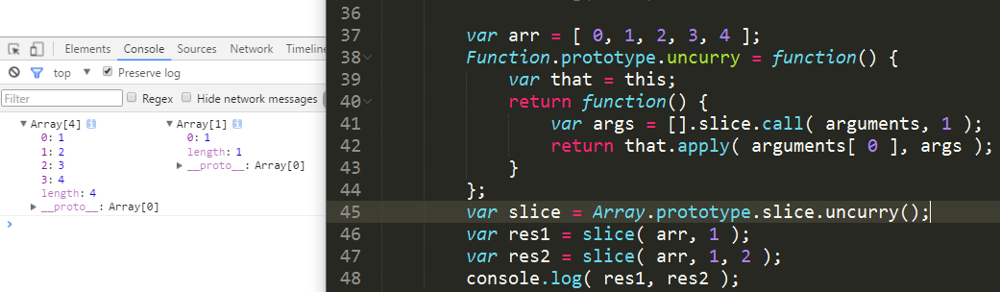 Elements Console Sources Network Timeline
top Preserve log
Filter Regex Hide network messages
Array[4] Array[1]
0: 1 0: 1
1: 2 length: 1
2: 3 __proto__: Array[0]
3: 4
length: 4
__proto__: Array[0]
36
37 var arr = [ 0, 1, 2, 3, 4 ];
38 Function.prototype.uncurry = function() {
39 var that = this;
40 return function() {
41 var args = [].slice.call( arguments, 1 );
42 return that.apply( arguments[ 0 ], args );
43 }
44 };
45 var slice = Array.prototype.slice.uncurry();
46 var res1 = slice( arr, 1 );
47 var res2 = slice( arr, 1, 2 );
48 console.log( res1, res2 );